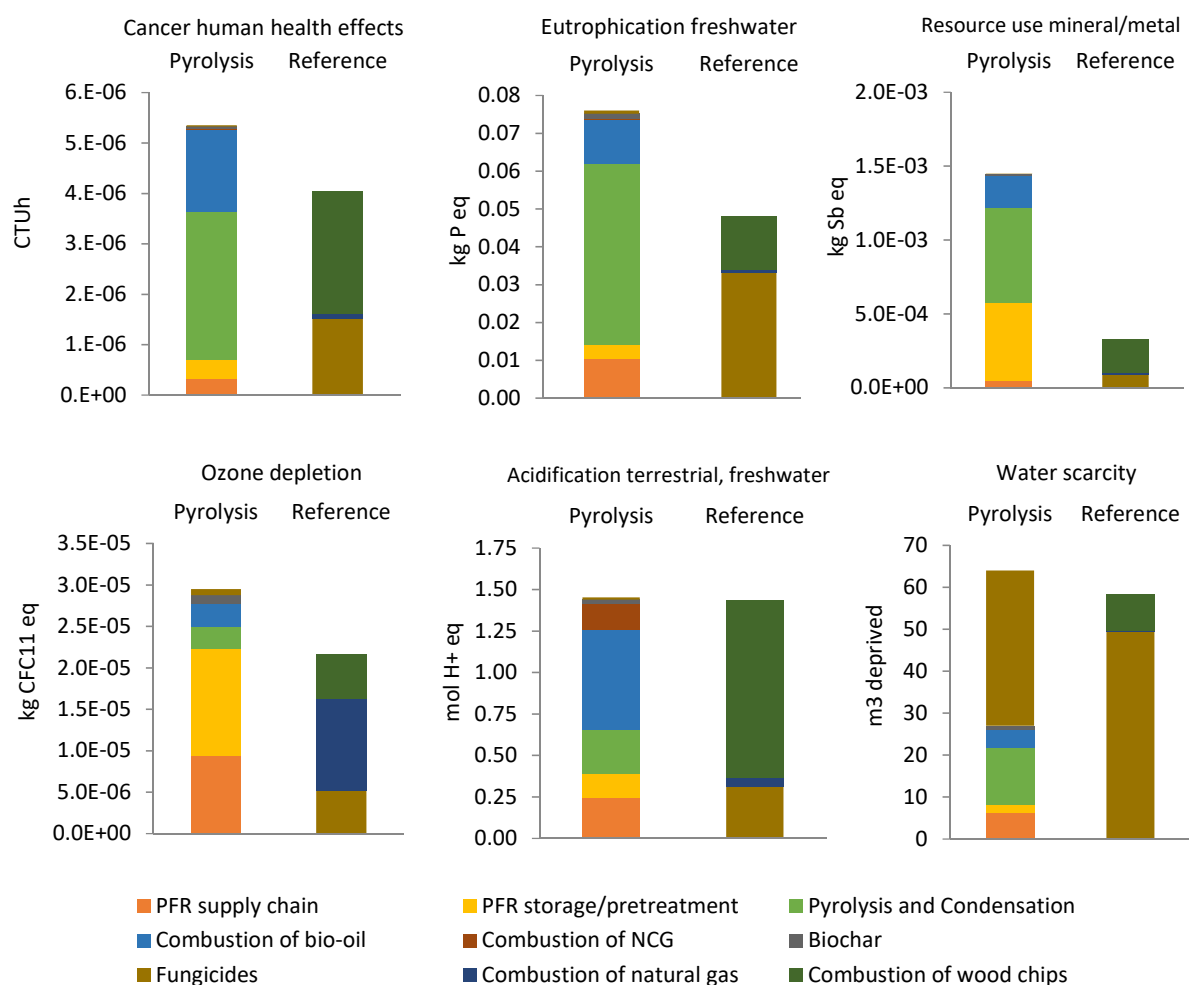 Cancer human health effects
Pyrolysis Reference
6.E-06
5.E-06
4.E-06
3.E-06
2.E-06
1.E-06
0.E+00
CTUh
Eutrophication freshwater
Pyrolysis Reference
0.08
0.07
0.06
0.05
0.04
0.03
0.02
0.01
0.00
kg P eq
Resource use mineral/metal
Pyrolysis Reference
2.0E-03
1.5E-03
1.0E-03
5.0E-04
0.0E+00
kg Sb eq
Ozone depletion
Pyrolysis Reference
3.5E-05
3.0E-05
2.5E-05
2.0E-05
1.5E-05
1.0E-05
5.0E-06
0.0E+00
kg CFC11 eq
Acidification terrestrial, freshwater
Pyrolysis Reference
1.75
1.50
1.25
1.00
0.75
0.50
0.25
0.00
mol H+ eq
Water scarcity
Pyrolysis Reference
70
60
50
40
30
20
10
0
m3 deprived
PFR supply chain
PFR storage/pretreatment
Pyrolysis and Condensation
Combustion of bio-oil
Combustion of NCG
Biochar
Fungicides
Combustion of natural gas
Combustion of wood chips